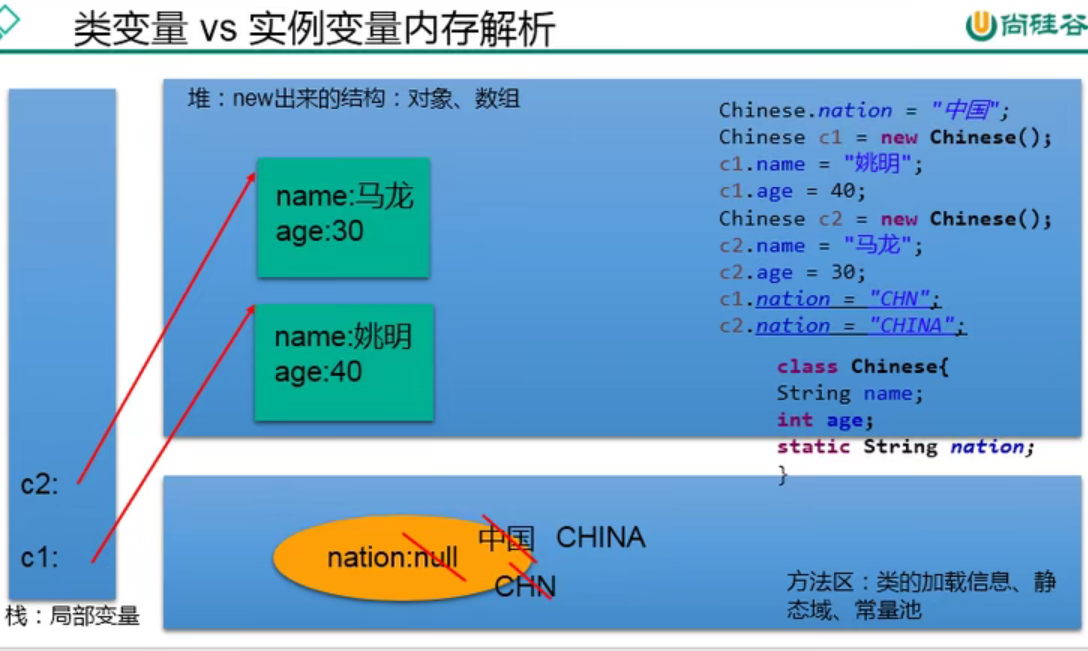 类变量 vs 实例变量内存解析
尚硅谷
堆：new出来的结构：对象、数组
name:马龙
age:30
name:姚明
age:40
Chinese.nation = "中国";
Chinese c1 = new Chinese();
c1.name = "姚明";
c1.age = 40;
Chinese c2 = new Chinese();
c2.name = "马龙";
c2.age = 30;
c1.nation = "CHN";
c2.nation = "CHINA";
class Chinese{
String name;
int age;
static String nation;
}
c2:
c1:
栈：局部变量
nation:null
中国 CHINA
CHN
方法区：类的加载信息、静
态域、常量池